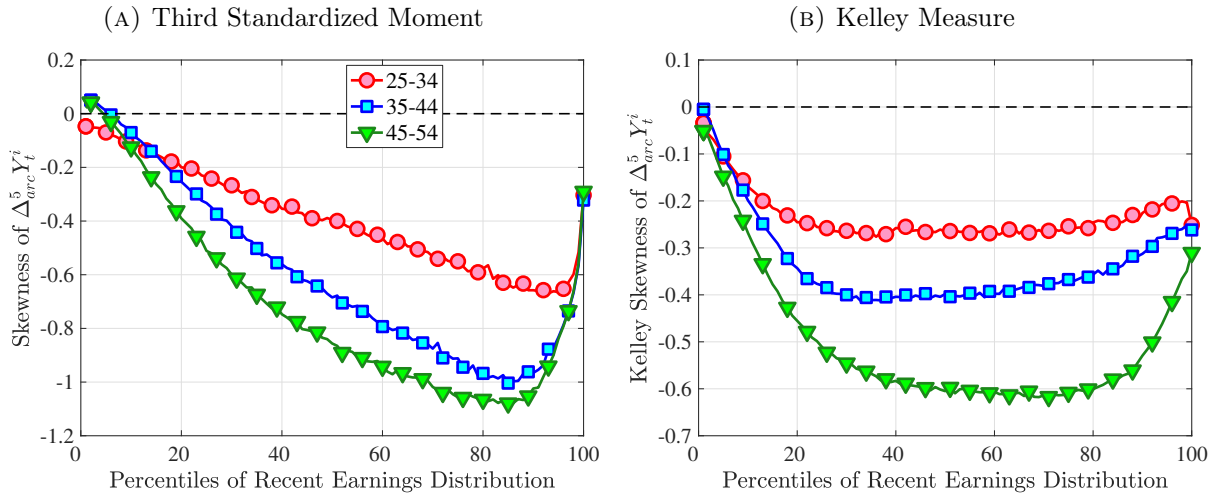 (A) Third Standardized Moment
0.2
0
-0.2
-0.4
-0.6
-0.8
-1
-1.2
0 20 40 60 80 100
Skewness of Δ⁵ₐᵣc Yⁱₜ
Percentiles of Recent Earnings Distribution
25-34
35-44
45-54
(B) Kelley Measure
0.1
0
-0.1
-0.2
-0.3
-0.4
-0.5
-0.6
-0.7
0 20 40 60 80 100
Kelley Skewness of Δ⁵ₐᵣc Yⁱₜ
Percentiles of Recent Earnings Distribution